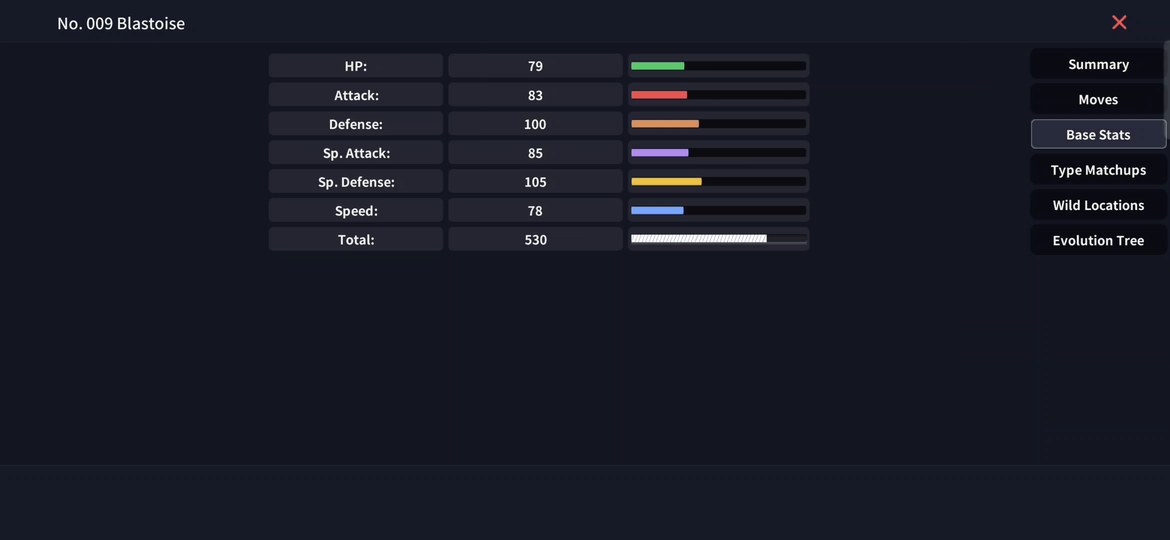 No. 009 Blastoise
HP: 79
Attack: 83
Defense: 100
Sp. Attack: 85
Sp. Defense: 105
Speed: 78
Total: 530
Summary
Moves
Base Stats
Type Matchups
Wild Locations
Evolution Tree